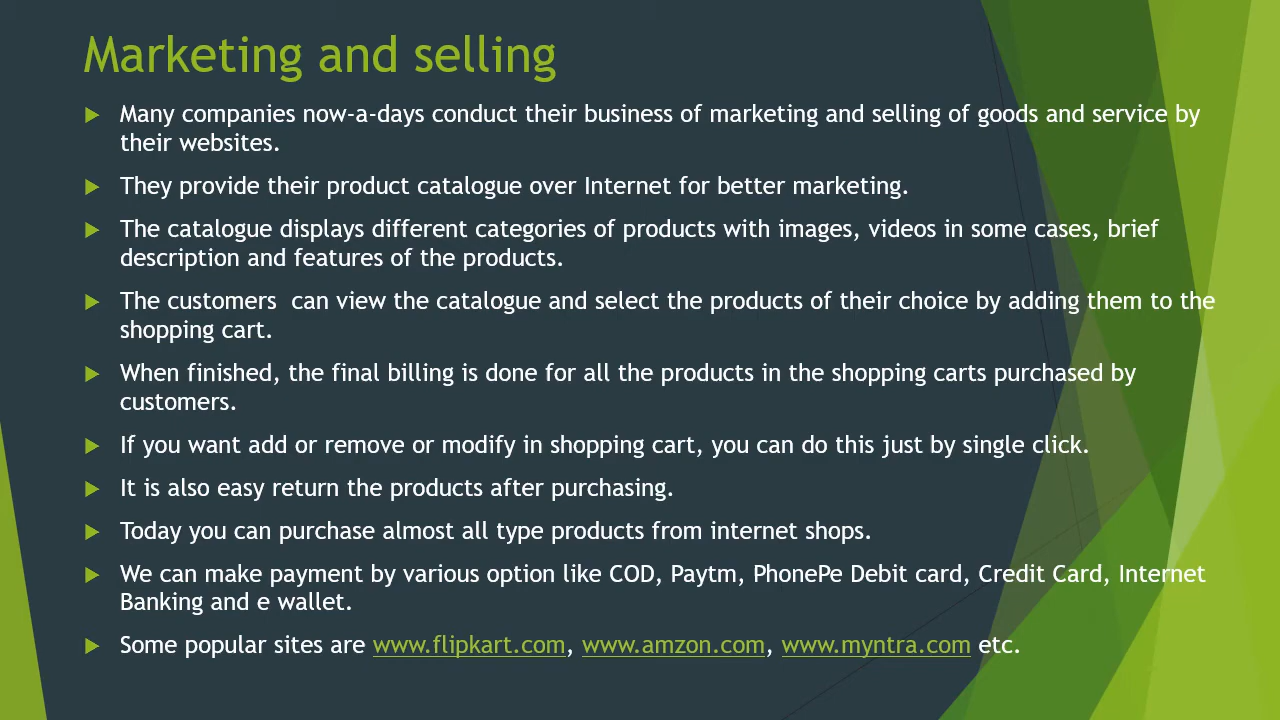 Marketing and selling
Many companies now-a-days conduct their business of marketing and selling of goods and service by
their websites.
They provide their product catalogue over Internet for better marketing.
The catalogue displays different categories of products with images, videos in some cases, brief
description and features of the products.
The customers  can view the catalogue and select the products of their choice by adding them to the
shopping cart.
When finished, the final billing is done for all the products in the shopping carts purchased by
customers.
If you want add or remove or modify in shopping cart, you can do this just by single click.
It is also easy return the products after purchasing.
Today you can purchase almost all type products from internet shops.
We can make payment by various option like COD, Paytm, PhonePe Debit card, Credit Card, Internet
Banking and e wallet.
Some popular sites are www.flipkart.com, www.amzon.com, www.myntra.com etc.